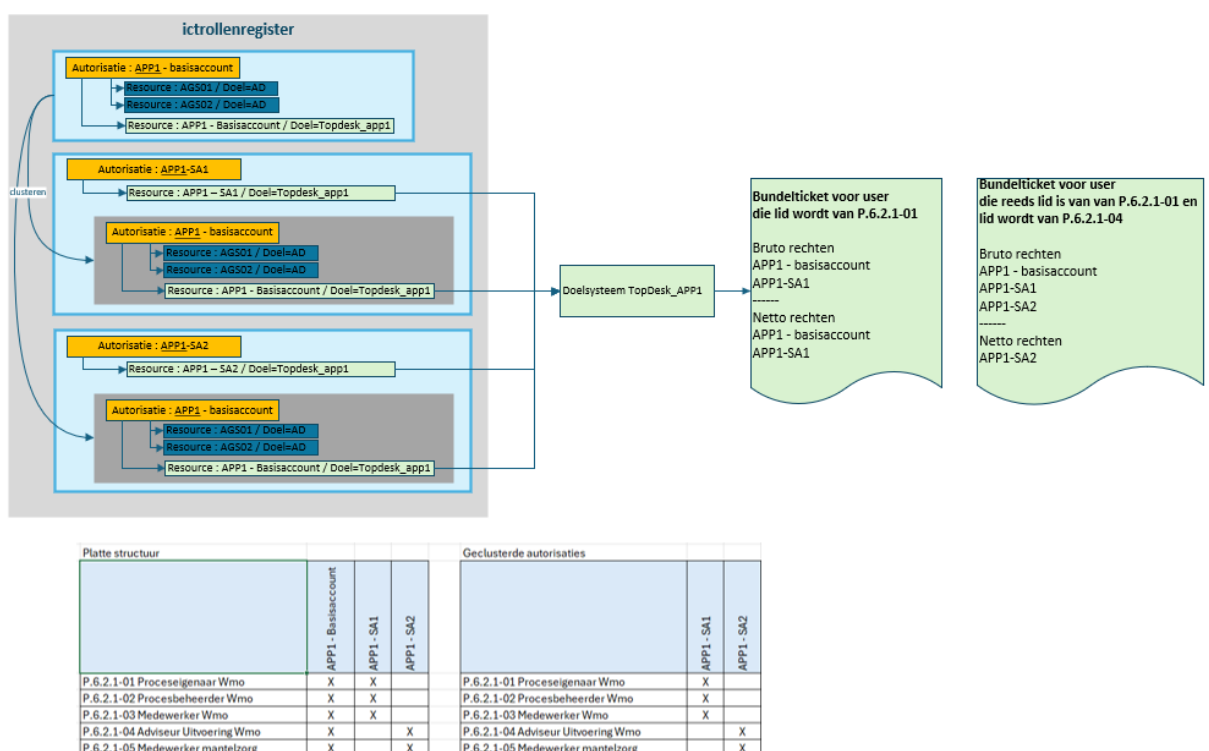 ictrollenregister
Autorisatie : APP1 - basisaccount
Resource : AGS01 / Doel=AD
Resource : AGS02 / Doel=AD
Resource : APP1 - Basisaccount / Doel=Topdesk_app1
clusteren
Autorisatie : APP1-SA1
Resource : APP1 – SA1 / Doel=Topdesk_app1
Autorisatie : APP1 - basisaccount
Resource : AGS01 / Doel=AD
Resource : AGS02 / Doel=AD
Resource : APP1 - Basisaccount / Doel=Topdesk_app1
Autorisatie : APP1-SA2
Resource : APP1 – SA2 / Doel=Topdesk_app1
Autorisatie : APP1 - basisaccount
Resource : AGS01 / Doel=AD
Resource : AGS02 / Doel=AD
Resource : APP1 - Basisaccount / Doel=Topdesk_app1
Doelsysteem TopDesk_APP1
Bundelticket voor user
die lid wordt van P.6.2.1-01
Bruto rechten
APP1 - basisaccount
APP1-SA1
------
Netto rechten
APP1 - basisaccount
APP1-SA1
Bundelticket voor user
die reeds lid is van van P.6.2.1-01 en
lid wordt van P.6.2.1-04
Bruto rechten
APP1 - basisaccount
APP1-SA1
APP1-SA2
------
Netto rechten
APP1-SA2
Platte structuur
APP1 - Basisaccount
APP1 - SA1
APP1 - SA2
P.6.2.1-01 Proceseigenaar Wmo X X
P.6.2.1-02 Procesbeheerder Wmo X X
P.6.2.1-03 Medewerker Wmo X X
P.6.2.1-04 Adviseur Uitvoering Wmo X X
P.6.2.1-05 Medewerker mantelzorg X X
Geclusterde autorisaties
APP1 - SA1
APP1 - SA2
P.6.2.1-01 Proceseigenaar Wmo X
P.6.2.1-02 Procesbeheerder Wmo X
P.6.2.1-03 Medewerker Wmo X
P.6.2.1-04 Adviseur Uitvoering Wmo X
P.6.2.1-05 Medewerker mantelzorg X